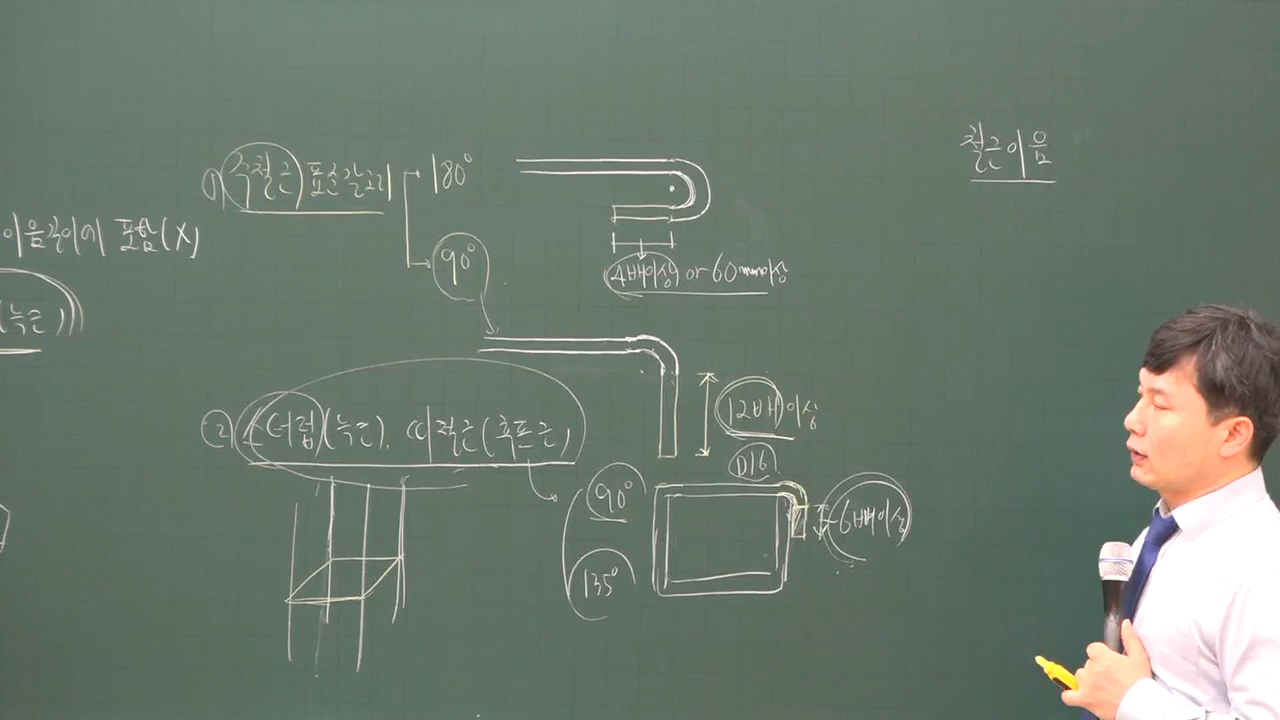 이음길이에 포함(X)
(늑근)
① 주철근 표준갈고리 180°
90°
4배이상 or 60mm이상
12배이상
② 스터럽(늑근), 띠철근(후프근)
D16
90°
6배이상
135°
철근이음